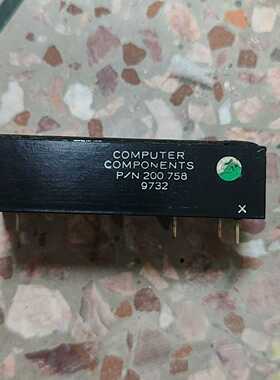 COMPUTER
COMPONENTS
P/N 200 758
9732
X